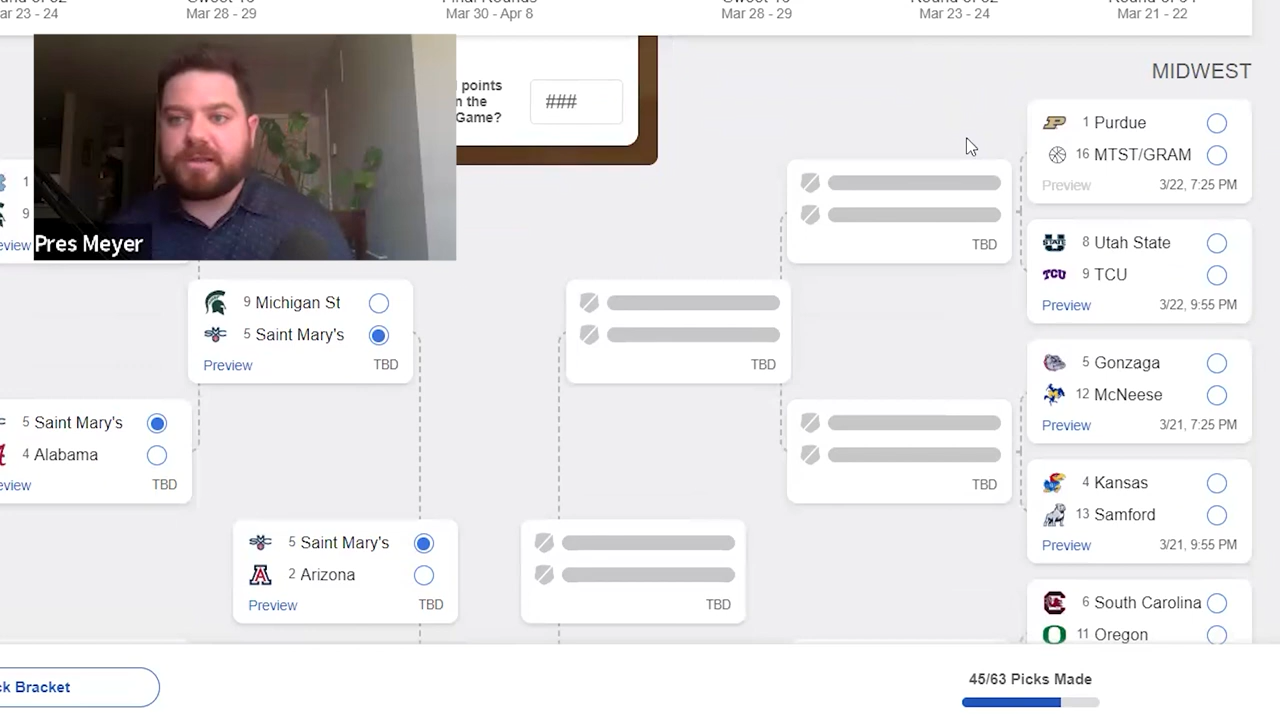 Mar 23 - 24
Mar 28 - 29
Mar 30 - Apr 8
Mar 28 - 29
Mar 23 - 24
Mar 21 - 22
MIDWEST
points
n the
Game?
###
1
9
Pres Meyer
9 Michigan St
5 Saint Mary's
Preview TBD
5 Saint Mary's
4 Alabama
TBD
5 Saint Mary's
2 Arizona
Preview TBD
TBD
TBD
TBD
TBD
1 Purdue
16 MTST/GRAM
Preview 3/22, 7:25 PM
8 Utah State
TCU 9 TCU
Preview 3/22, 9:55 PM
5 Gonzaga
12 McNeese
Preview 3/21, 7:25 PM
4 Kansas
13 Samford
Preview 3/21, 9:55 PM
6 South Carolina
11 Oregon
ck Bracket
45/63 Picks Made